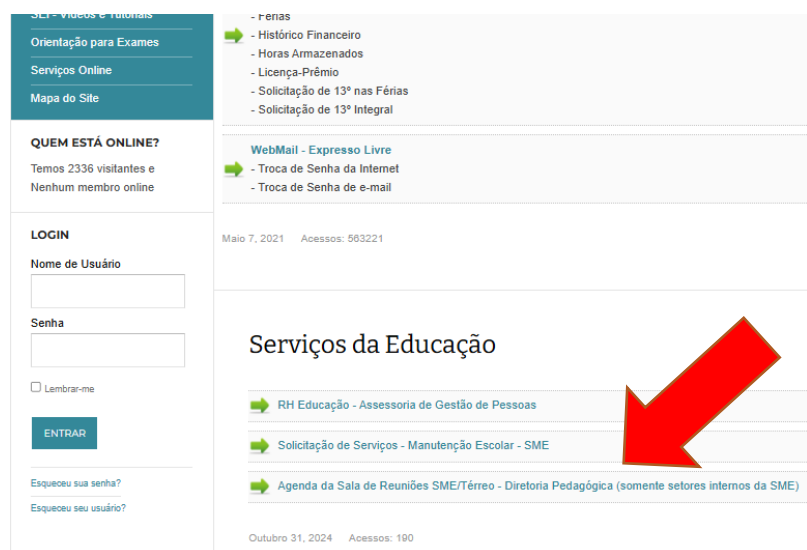 SEI - Vídeos e Tutoriais
Orientação para Exames
Serviços Online
Mapa do Site
QUEM ESTÁ ONLINE?
Temos 2336 visitantes e
Nenhum membro online
LOGIN
Nome de Usuário
Senha
Lembrar-me
ENTRAR
Esqueceu sua senha?
Esqueceu seu usuário?
- Férias
- Histórico Financeiro
- Horas Armazenados
- Licença-Prêmio
- Solicitação de 13º nas Férias
- Solicitação de 13º Integral
WebMail - Expresso Livre
- Troca de Senha da Internet
- Troca de Senha de e-mail
Maio 7, 2021 Acessos: 563221
Serviços da Educação
RH Educação - Assessoria de Gestão de Pessoas
Solicitação de Serviços - Manutenção Escolar - SME
Agenda da Sala de Reuniões SME/Térreo - Diretoria Pedagógica (somente setores internos da SME)
Outubro 31, 2024 Acessos: 190